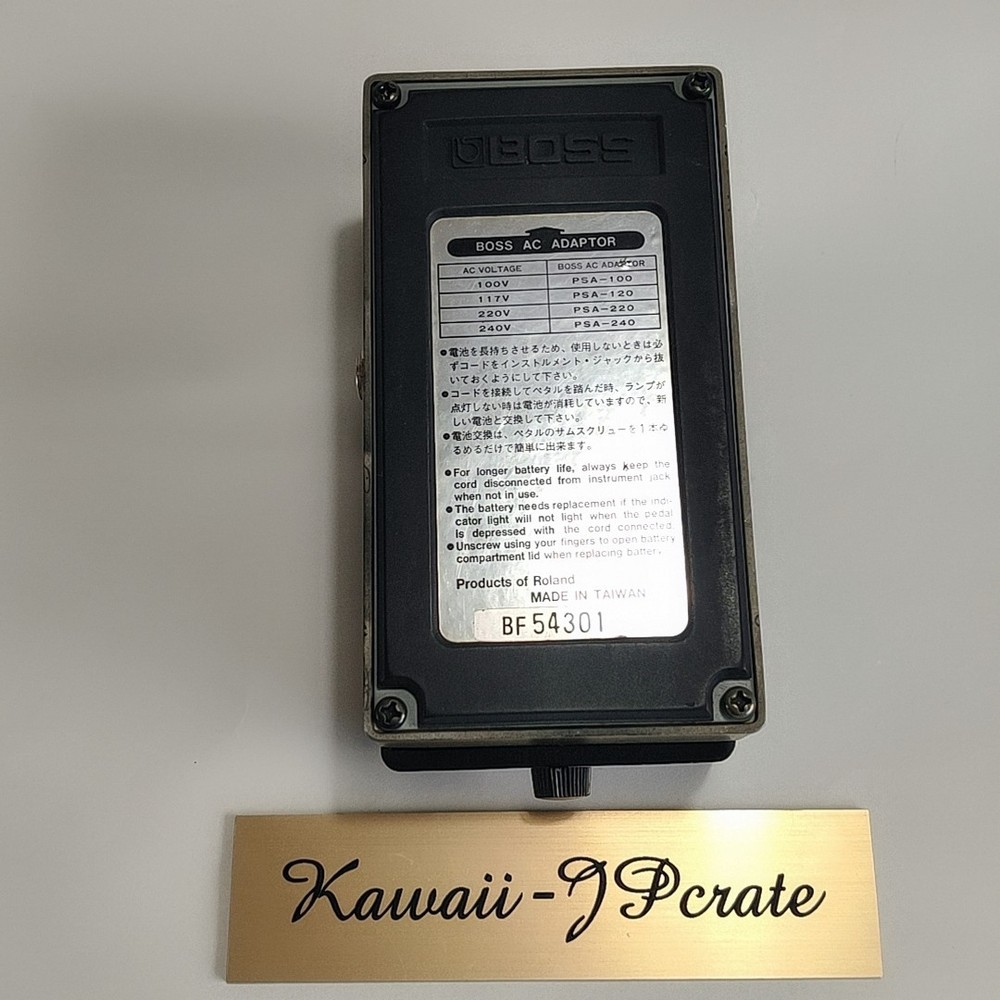 BOSS
BOSS AC ADAPTOR
AC VOLTAGE BOSS AC ADAPTOR
100V PSA-100
117V PSA-120
220V PSA-220
240V PSA-240
●電池を長持ちさせるため、使用しないときは必
ずコードをインストルメント・ジャックから抜
いておくようにして下さい。
●コードを接続してペタルを踏んだ時、ランプが
点灯しない時は電池が消耗していますので、新
しい電池と交換して下さい。
●電池交換は、ペタルのサムスクリューを1本ゆ
るめるだけで簡単に出来ます。
●For longer battery life, always keep the
cord disconnected from instrument jack
when not in use.
●The battery needs replacement if the indi-
cator light will not light when the pedal
is depressed with the cord connected.
●Unscrew using your fingers to open battery
compartment lid when replacing battery.
Products of Roland
MADE IN TAIWAN
BF54301
Kawaii-JPcrate